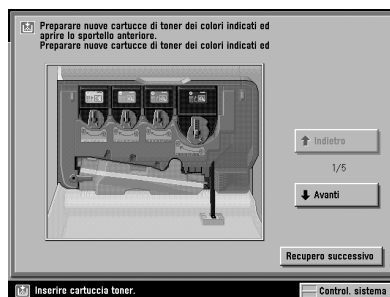 Preparare nuove cartucce di toner dei colori indicati ed
aprire lo sportello anteriore.
Preparare nuove cartucce di toner dei colori indicati ed
Indietro
1/5
Avanti
Recupero successivo
Inserire cartuccia toner.
Control. sistema